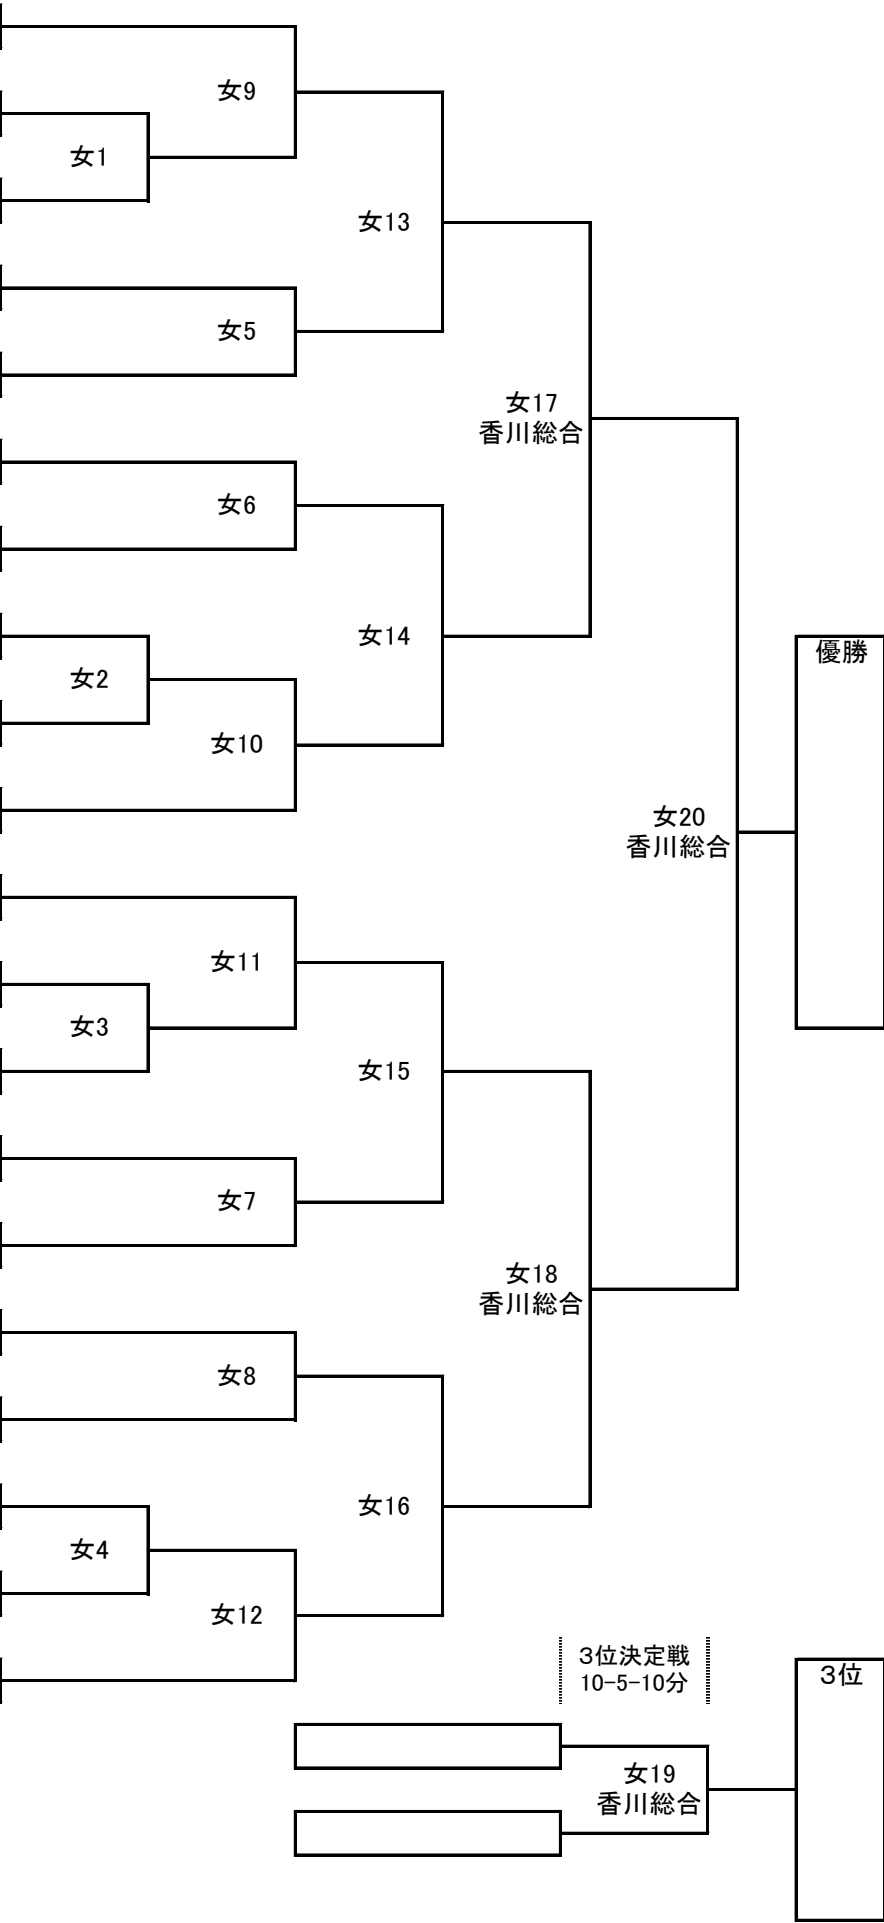 女9
女1
女13
女5
女17
香川総合
女6
女14
優勝
女2
女10
女20
香川総合
女11
女3
女15
女7
女18
香川総合
女8
女16
女4
女12
３位決定戦
10-5-10分
３位
女19
香川総合